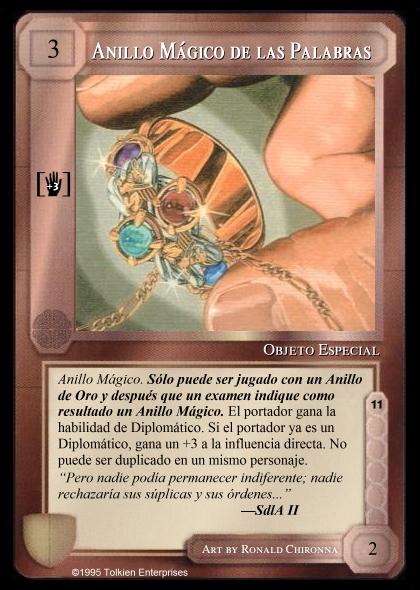 3
ANILLO MÁGICO DE LAS PALABRAS
[+3]
OBJETO ESPECIAL
Anillo Mágico. Sólo puede ser jugado con un Anillo
de Oro y después que un examen indique como
resultado un Anillo Mágico. El portador gana la
habilidad de Diplomático. Si el portador ya es un
Diplomático, gana un +3 a la influencia directa. No
puede ser duplicado en un mismo personaje.
“Pero nadie podía permanecer indiferente; nadie
rechazaría sus súplicas y sus órdenes...”
—SdlA II
11
ART BY RONALD CHIRONNA
2
©1995 Tolkien Enterprises